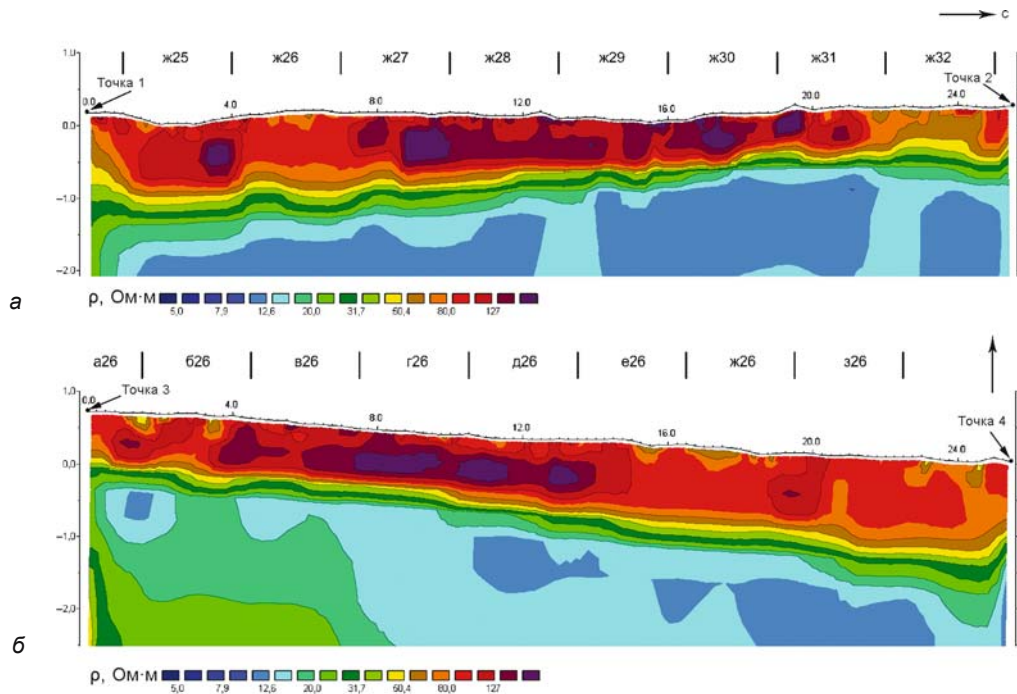 С
ж25 ж26 ж27 ж28 ж29 ж30 ж31 ж32
1,0
Точка 1 Точка 2
0.0 4.0 8.0 12.0 16.0 20.0 24.0
0.0
–1.0
–2.0
а
ρ, Ом·м
5,0 7,9 12,6 20,0 31,7 50,4 80,0 127
а26 б26 в26 г26 д26 е26 ж26 з26
1,0
Точка 3
0.0 4.0 8.0 12.0 16.0 20.0 24.0
Точка 4
0,0
–1,0
–2,0
б
ρ, Ом·м
5,0 7,9 12,6 20,0 31,7 50,4 80,0 127